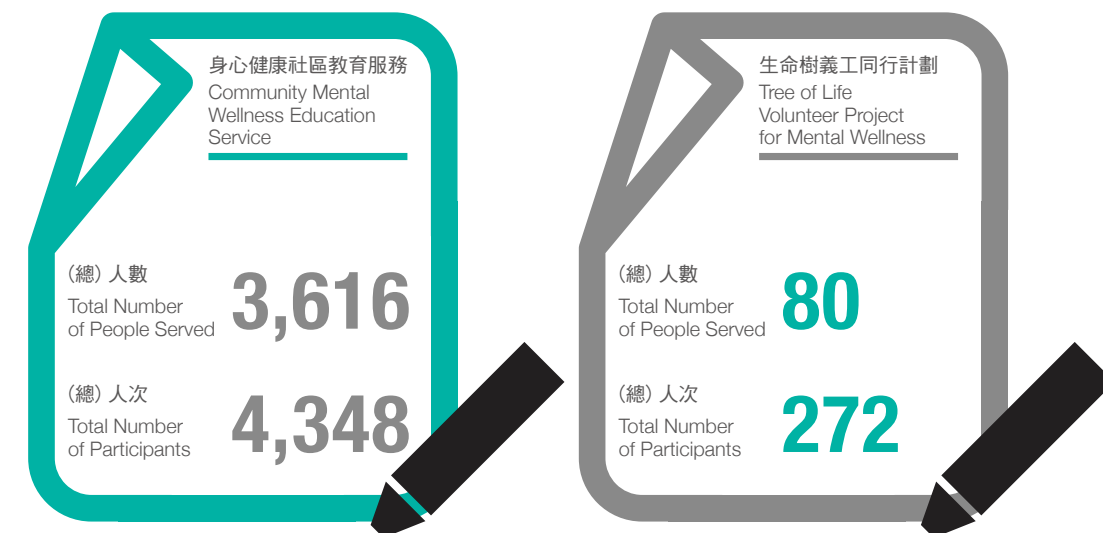 身心健康社區教育服務
Community Mental
Wellness Education
Service
(總) 人數
Total Number
of People Served
3,616
(總) 人次
Total Number
of Participants
4,348
生命樹義工同行計劃
Tree of Life
Volunteer Project
for Mental Wellness
(總) 人數
Total Number
of People Served
80
(總) 人次
Total Number
of Participants
272